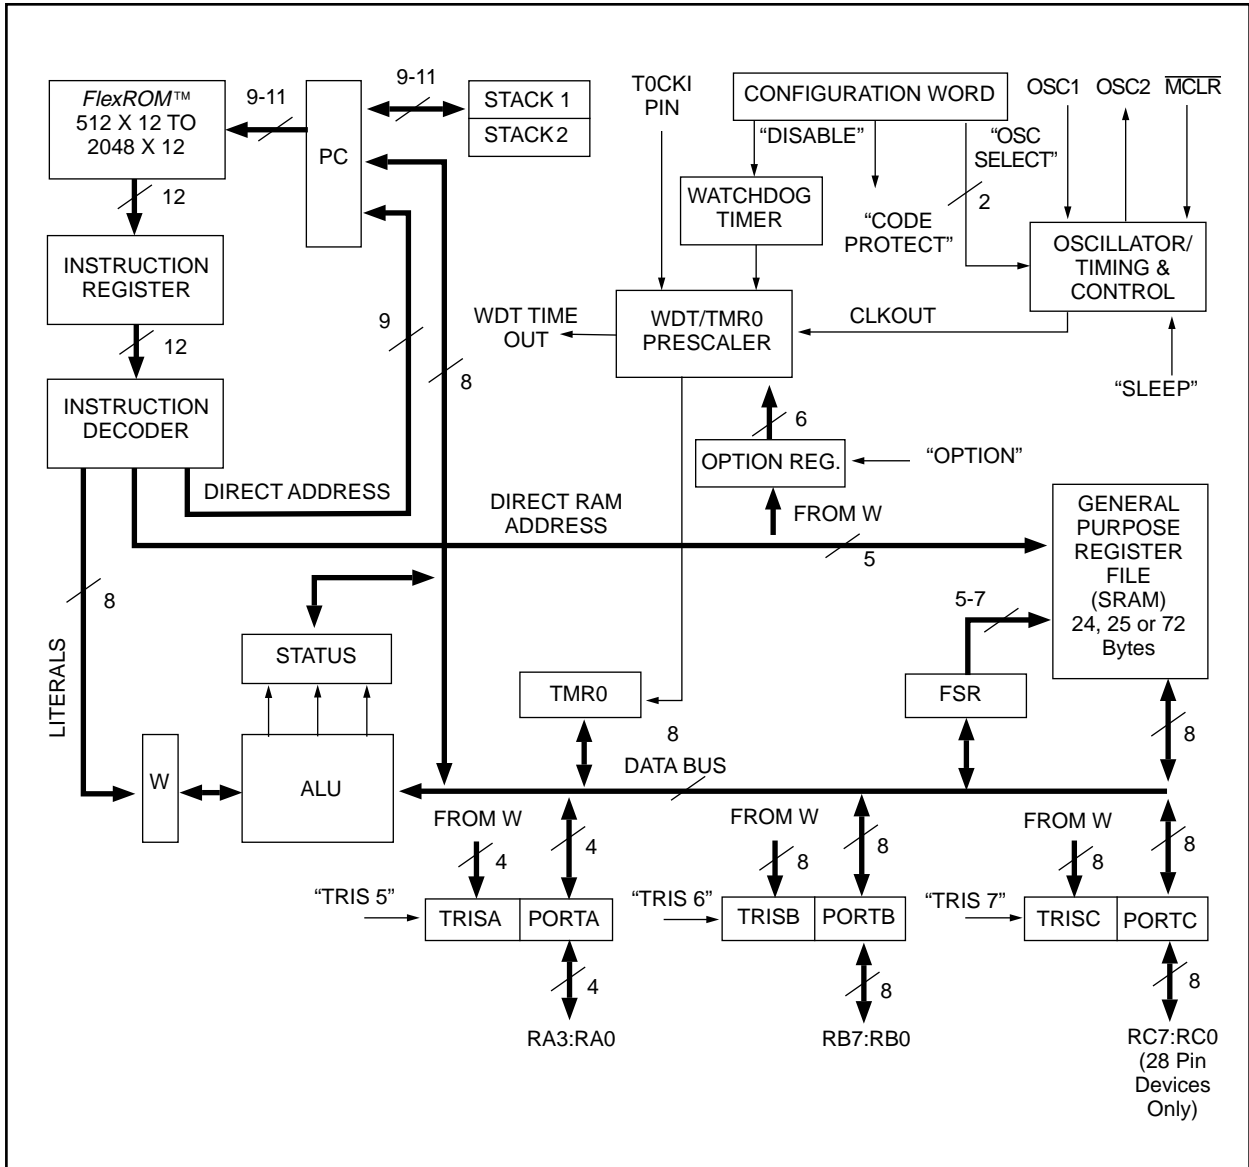 FlexROM™
512 X 12 TO
2048 X 12
9-11
PC
9-11
STACK 1
STACK 2
T0CKI
PIN
CONFIGURATION WORD
OSC1
OSC2
MCLR
"DISABLE"
"OSC
SELECT"
12
WATCHDOG
TIMER
"CODE
PROTECT"
2
INSTRUCTION
REGISTER
OSCILLATOR/
TIMING &
CONTROL
9
WDT TIME
OUT
WDT/TMR0
PRESCALER
CLKOUT
12
8
"SLEEP"
INSTRUCTION
DECODER
6
OPTION REG.
"OPTION"
DIRECT ADDRESS
DIRECT RAM
ADDRESS
FROM W
5
GENERAL
PURPOSE
REGISTER
FILE
(SRAM)
24, 25 or 72
Bytes
8
LITERALS
5-7
STATUS
TMR0
FSR
8
8
W
ALU
DATA BUS
FROM W
4
4
FROM W
8
8
FROM W
8
8
"TRIS 5"
TRISA
PORTA
"TRIS 6"
TRISB
PORTB
"TRIS 7"
TRISC
PORTC
4
8
8
RA3:RA0
RB7:RB0
RC7:RC0
(28 Pin
Devices
Only)